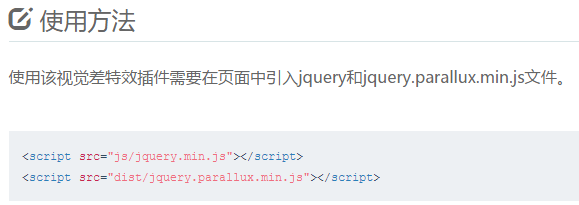 使用方法
使用该视觉差特效插件需要在页面中引入jquery和jquery.parallux.min.js文件。
<script src="js/jquery.min.js"></script>
<script src="dist/jquery.parallux.min.js"></script>